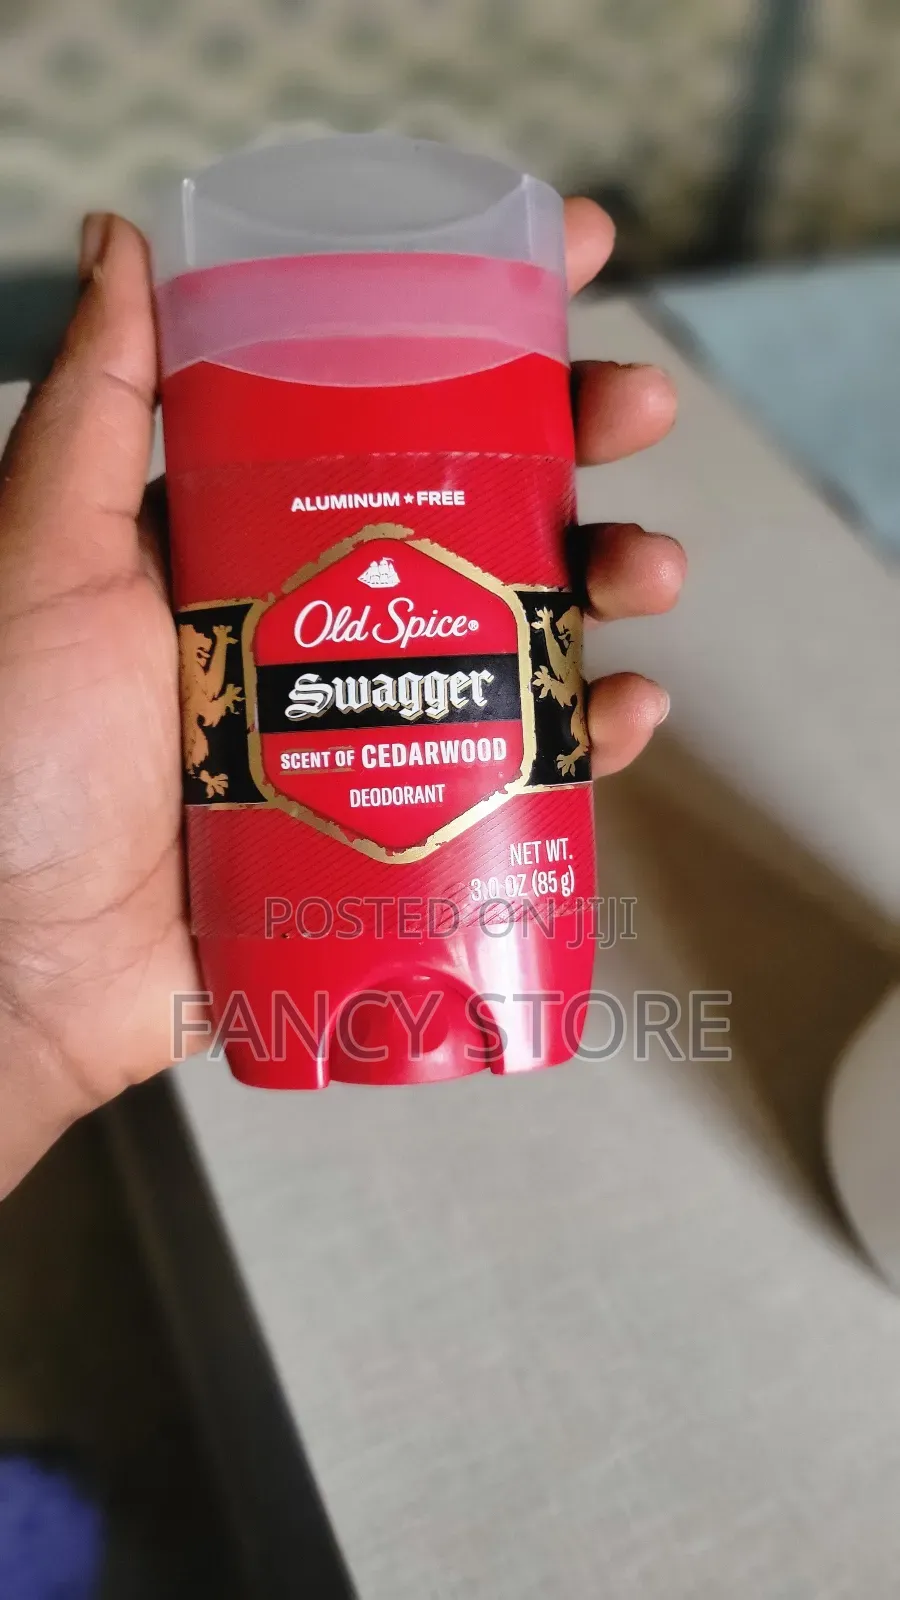 ALUMINUM★FREE
Old Spice®
Swagger
SCENT OF CEDARWOOD
DEODORANT
NET WT.
3.0 OZ (85 g)
POSTED ON JIJI
FANCY STORE